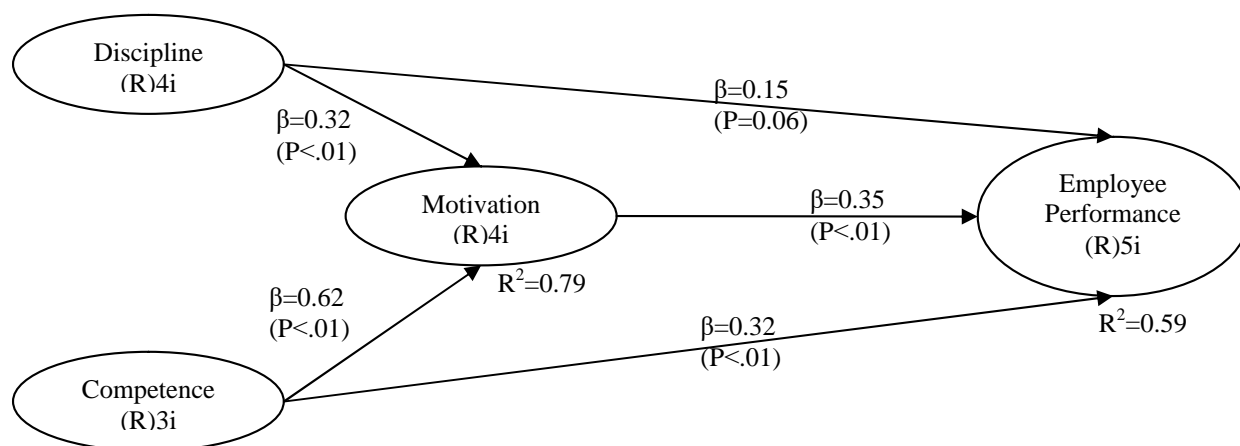 Discipline
(R)4i
β=0.15
(P=0.06)
β=0.32
(P<.01)
Motivation
(R)4i
R²=0.79
β=0.35
(P<.01)
Employee
Performance
(R)5i
R²=0.59
β=0.62
(P<.01)
β=0.32
(P<.01)
Competence
(R)3i